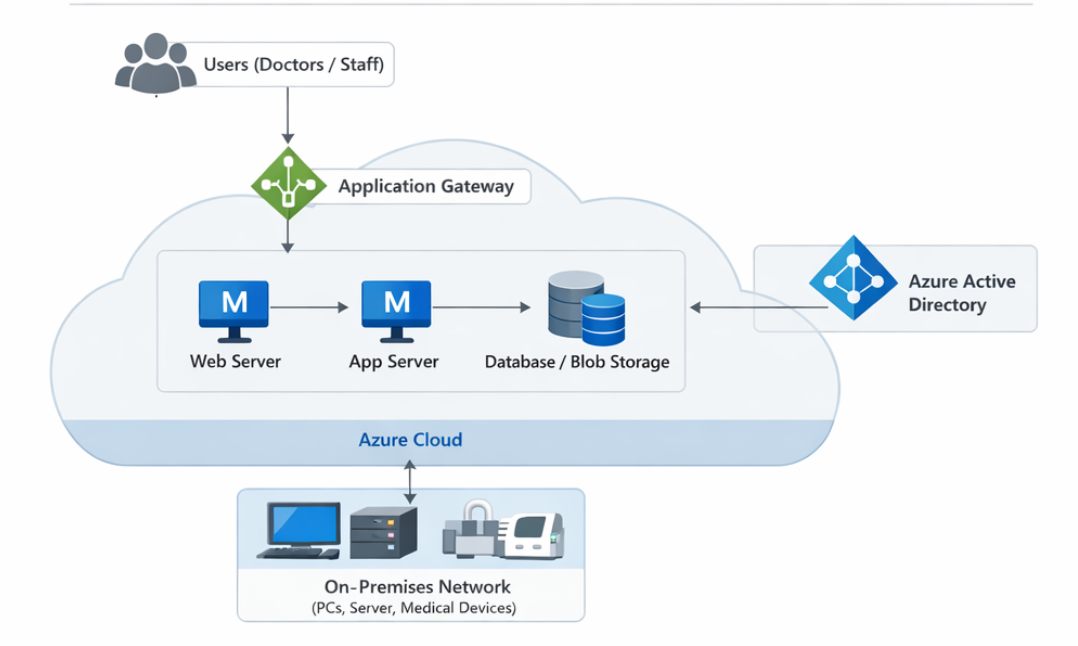 Users (Doctors / Staff)
Application Gateway
M
M
Web Server
App Server
Database / Blob Storage
Azure Active
Directory
Azure Cloud
On-Premises Network
(PCs, Server, Medical Devices)